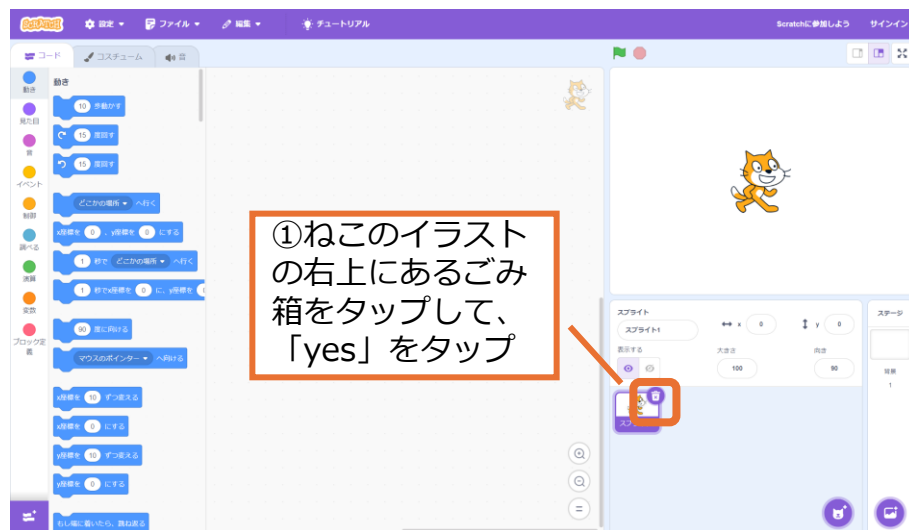 SCRATCH 設定 ファイル 編集 チュートリアル Scratchに参加しよう サインイン
コード コスチューム 音
動き
見た目
音
イベント
制御
調べる
演算
変数
ブロック定
義
動き
10 歩動かす
15 度回す
15 度回す
どこかの場所 へ行く
x座標を 0 、y座標を 0 にする
1 秒で どこかの場所 へ行く
1 秒でx座標を 0 に、y座標を
90 度に向ける
マウスのポインター へ向ける
x座標を 10 ずつ変える
x座標を 0 にする
y座標を 10 ずつ変える
y座標を 0 にする
もし端に着いたら、跳ね返る
①ねこのイラスト
の右上にあるごみ
箱をタップして、
「yes」をタップ
スプライト
スプライト1 x 0 y 0
表示する 大きさ 向き
100 90
ステージ
背景
1